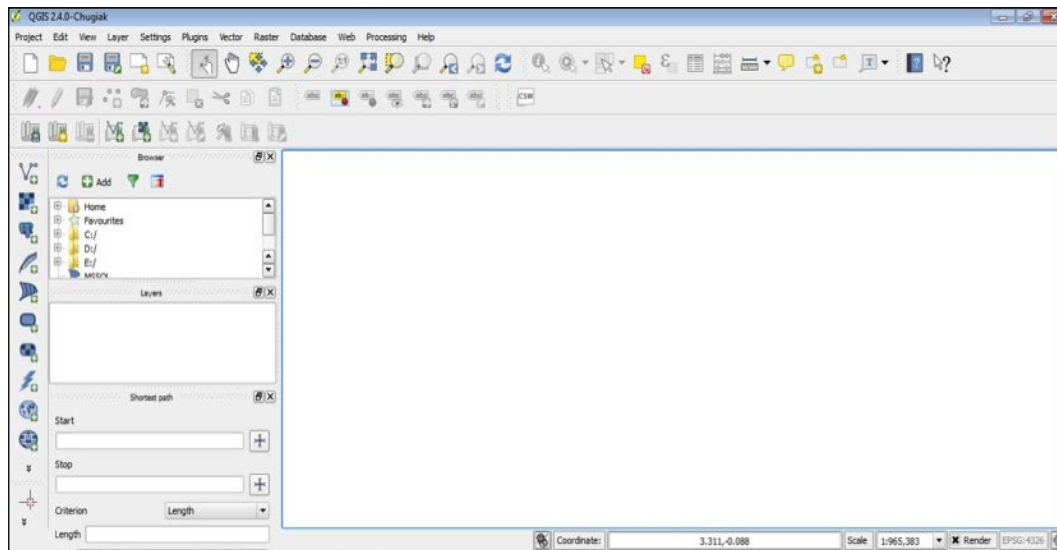 QGIS 2.4.0-Chugiak
Project Edit View Layer Settings Plugins Vector Raster Database Web Processing Help
CSW
Browser
Add
Home
Favourites
C:/
D:/
E:/
MSSQL
Layers
Shortest path
Start
Stop
Criterion Length
Length
Coordinate: 3.311,-0.088 Scale 1:965,383 Render EPSG:4326